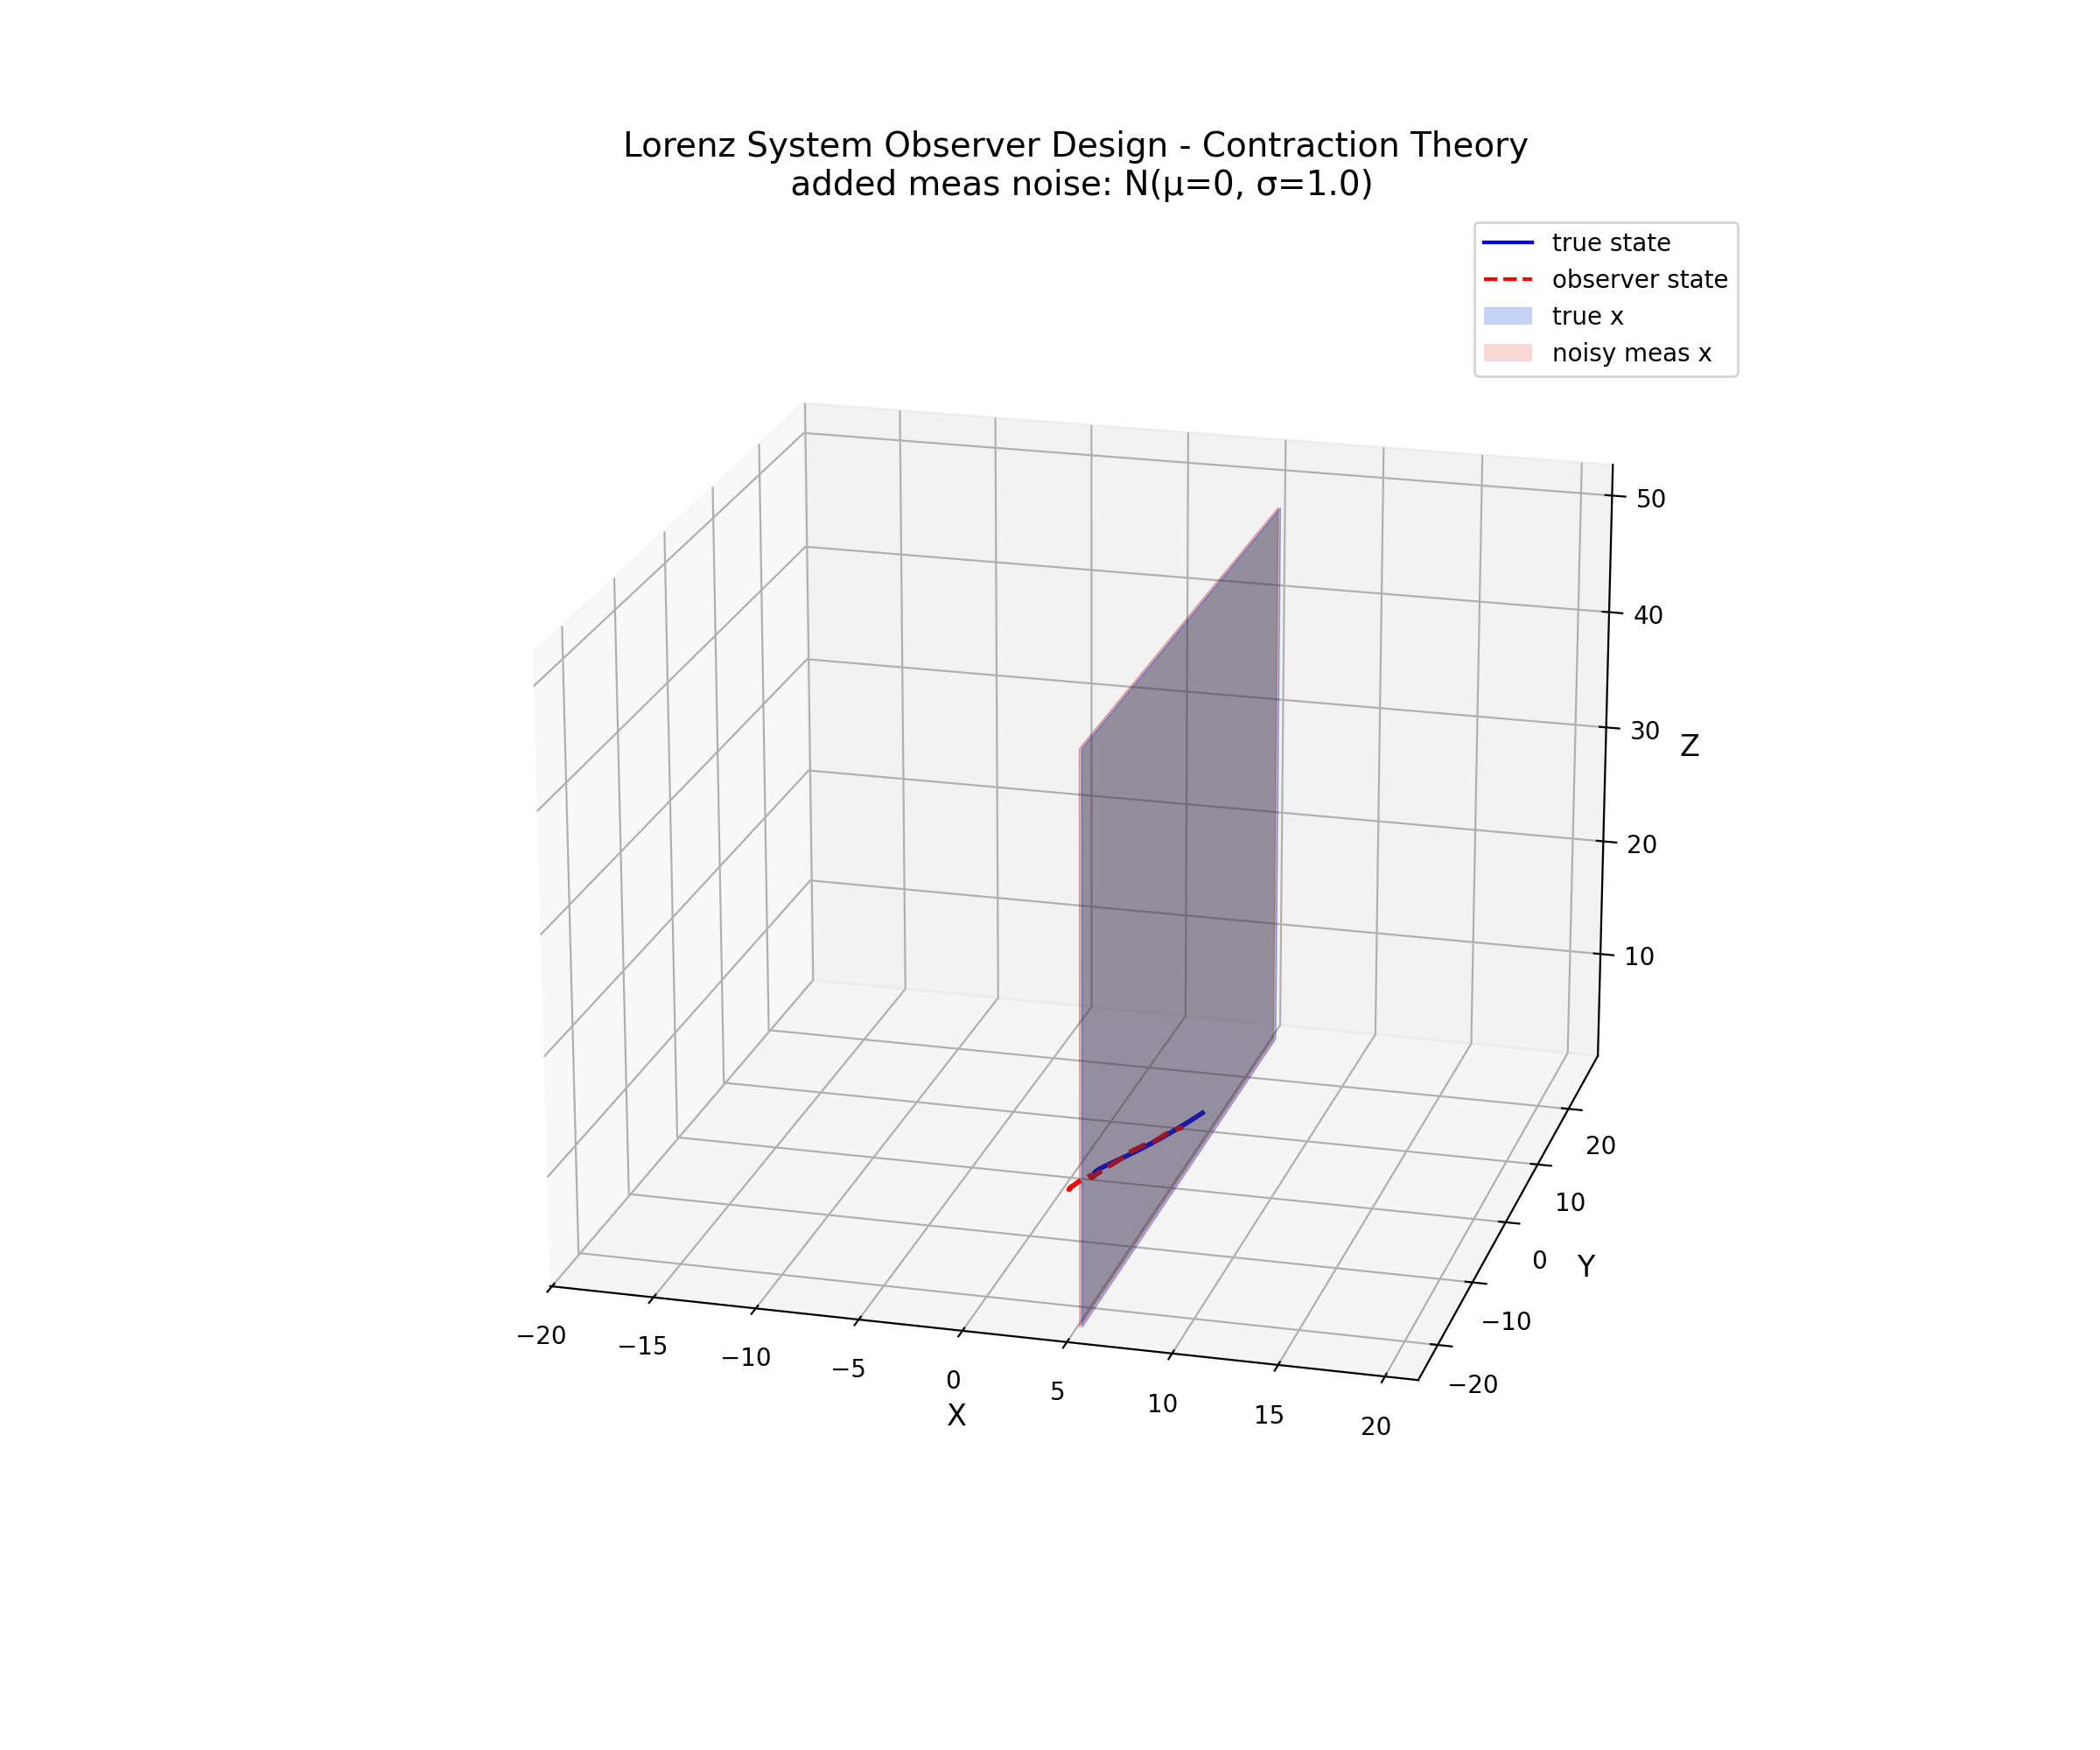 Lorenz System Observer Design - Contraction Theory
added meas noise: N(μ=0, σ=1.0)
true state
observer state
true x
noisy meas x
50
40
30
Z
20
10
20
10
0
Y
−10
−20
−20
−15
−10
−5
0
5
10
15
20
X